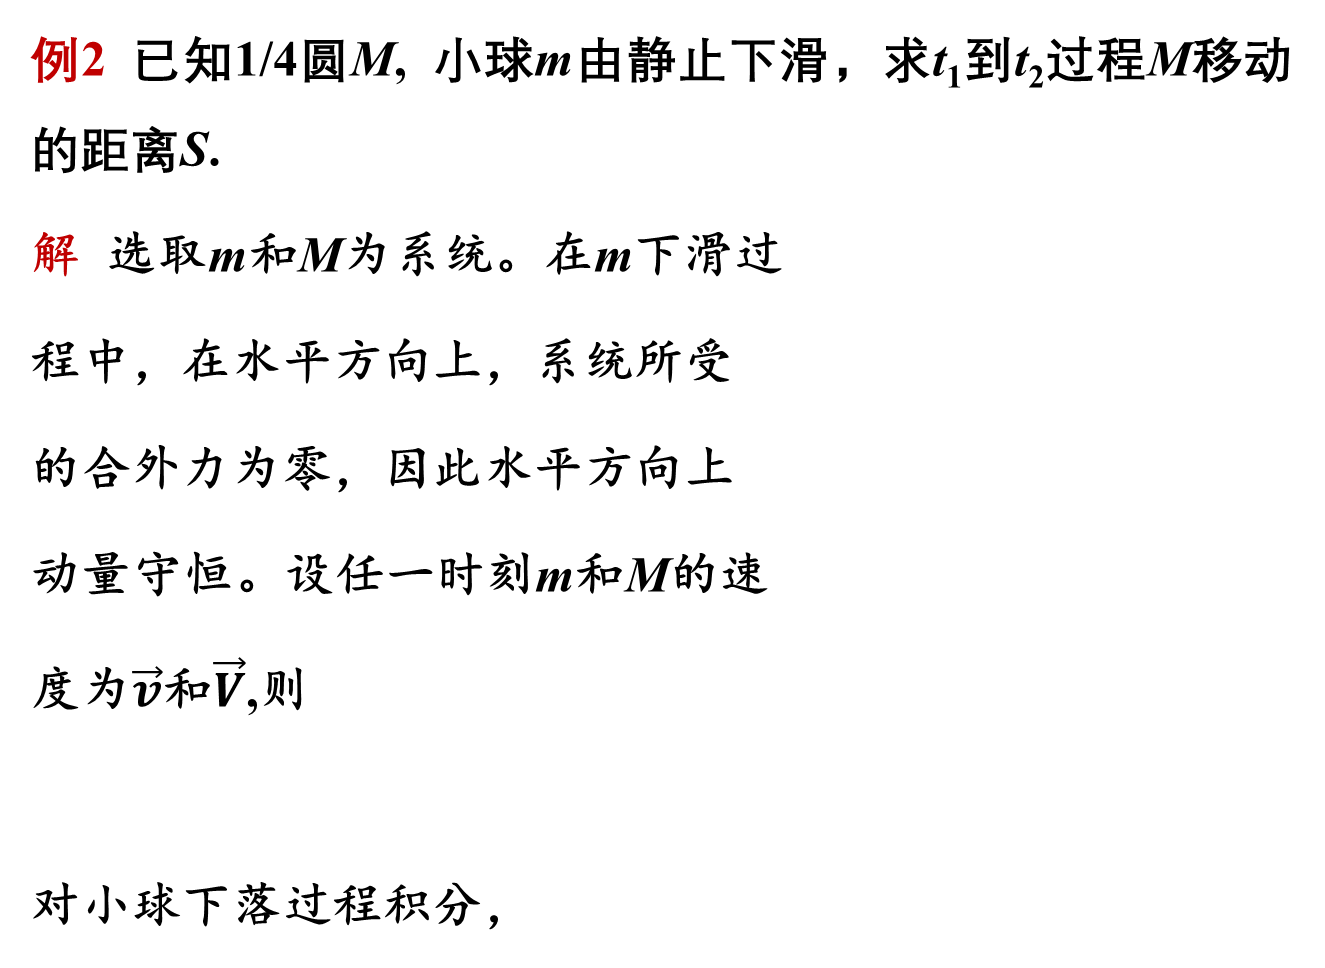 例2 已知1/4圆M, 小球m由静止下滑，求t₁到t₂过程M移动
的距离S.
解 选取m和M为系统。在m下滑过
程中，在水平方向上，系统所受
的合外力为零，因此水平方向上
动量守恒。设任一时刻m和M的速
度为v⃗和V⃗,则
对小球下落过程积分，